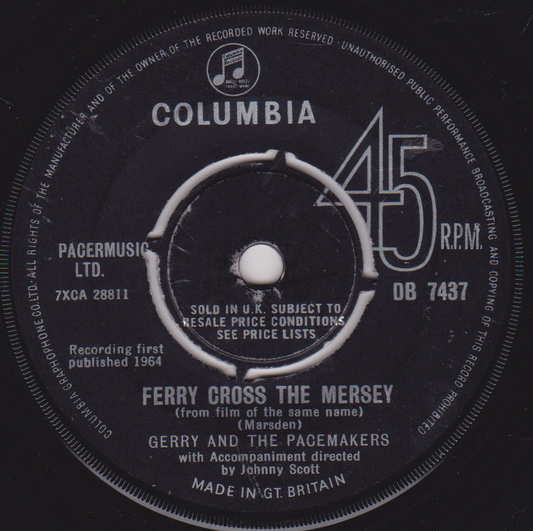 COLUMBIA GRAPHOPHONE CO. LTD. ALL RIGHTS OF THE MANUFACTURER AND OF THE OWNER OF THE RECORDED WORK RESERVED · UNAUTHORISED PUBLIC PERFORMANCE BROADCASTING AND COPYING OF THIS RECORD PROHIBITED
COLUMBIA
45 R.P.M.
PACERMUSIC
LTD.
7XCA 28811
DB 7437
SOLD IN U.K. SUBJECT TO
RESALE PRICE CONDITIONS
SEE PRICE LISTS
Recording first
published 1964
FERRY CROSS THE MERSEY
(from film of the same name)
(Marsden)
GERRY AND THE PACEMAKERS
with Accompaniment directed
by Johnny Scott
MADE IN GT. BRITAIN